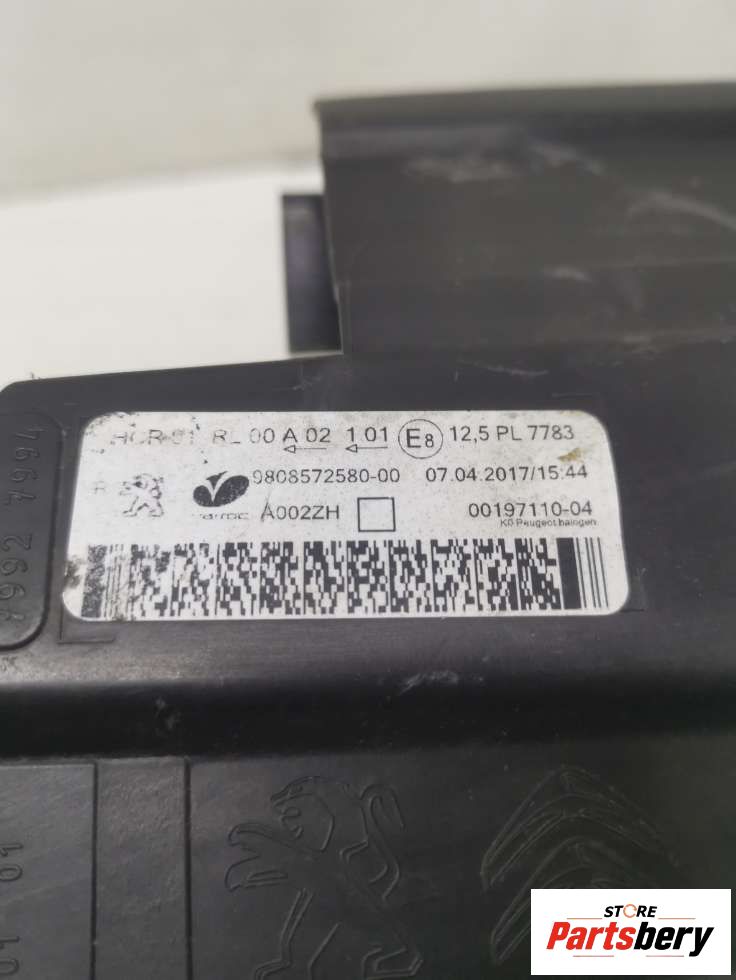 RL 00 A 02 1 01 E8 12,5 PL 7783
R 9808572580-00 07.04.2017/15:44
A002ZH 00197110-04
K0 Peugeot halogen
STORE
Partsbery